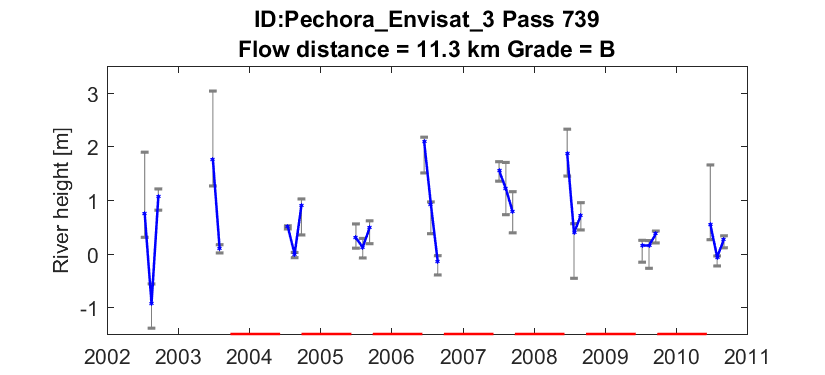 ID:Pechora_Envisat_3 Pass 739
Flow distance = 11.3 km Grade = B
River height [m]
3
2
1
0
-1
2002 2003 2004 2005 2006 2007 2008 2009 2010 2011